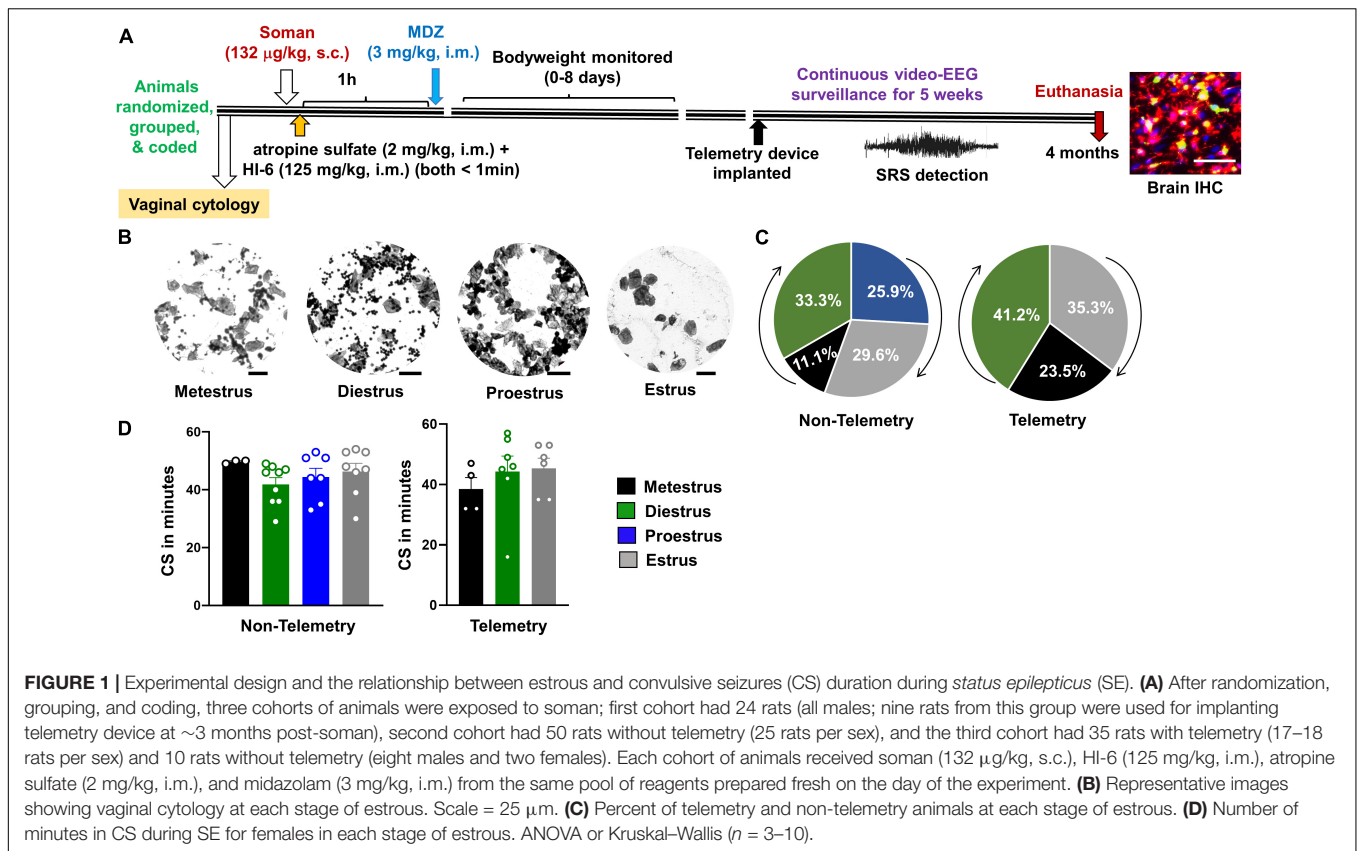 A
Soman
(132 μg/kg, s.c.)
MDZ
(3 mg/kg, i.m.)
1h
Bodyweight monitored
(0-8 days)
Continuous video-EEG
surveillance for 5 weeks
Euthanasia
Animals
randomized,
grouped,
& coded
atropine sulfate (2 mg/kg, i.m.) +
HI-6 (125 mg/kg, i.m.) (both < 1min)
Telemetry device
implanted
SRS detection
4 months
Brain IHC
Vaginal cytology
B
Metestrus
Diestrus
Proestrus
Estrus
C
33.3%
25.9%
11.1%
29.6%
Non-Telemetry
41.2%
35.3%
23.5%
Telemetry
D
CS in minutes
60
40
20
0
Non-Telemetry
CS in minutes
60
40
20
0
Telemetry
Metestrus
Diestrus
Proestrus
Estrus
FIGURE 1 | Experimental design and the relationship between estrous and convulsive seizures (CS) duration during status epilepticus (SE). (A) After randomization,
grouping, and coding, three cohorts of animals were exposed to soman; first cohort had 24 rats (all males; nine rats from this group were used for implanting
telemetry device at ~3 months post-soman), second cohort had 50 rats without telemetry (25 rats per sex), and the third cohort had 35 rats with telemetry (17–18
rats per sex) and 10 rats without telemetry (eight males and two females). Each cohort of animals received soman (132 μg/kg, s.c.), HI-6 (125 mg/kg, i.m.), atropine
sulfate (2 mg/kg, i.m.), and midazolam (3 mg/kg, i.m.) from the same pool of reagents prepared fresh on the day of the experiment. (B) Representative images
showing vaginal cytology at each stage of estrous. Scale = 25 μm. (C) Percent of telemetry and non-telemetry animals at each stage of estrous. (D) Number of
minutes in CS during SE for females in each stage of estrous. ANOVA or Kruskal–Wallis (n = 3–10).